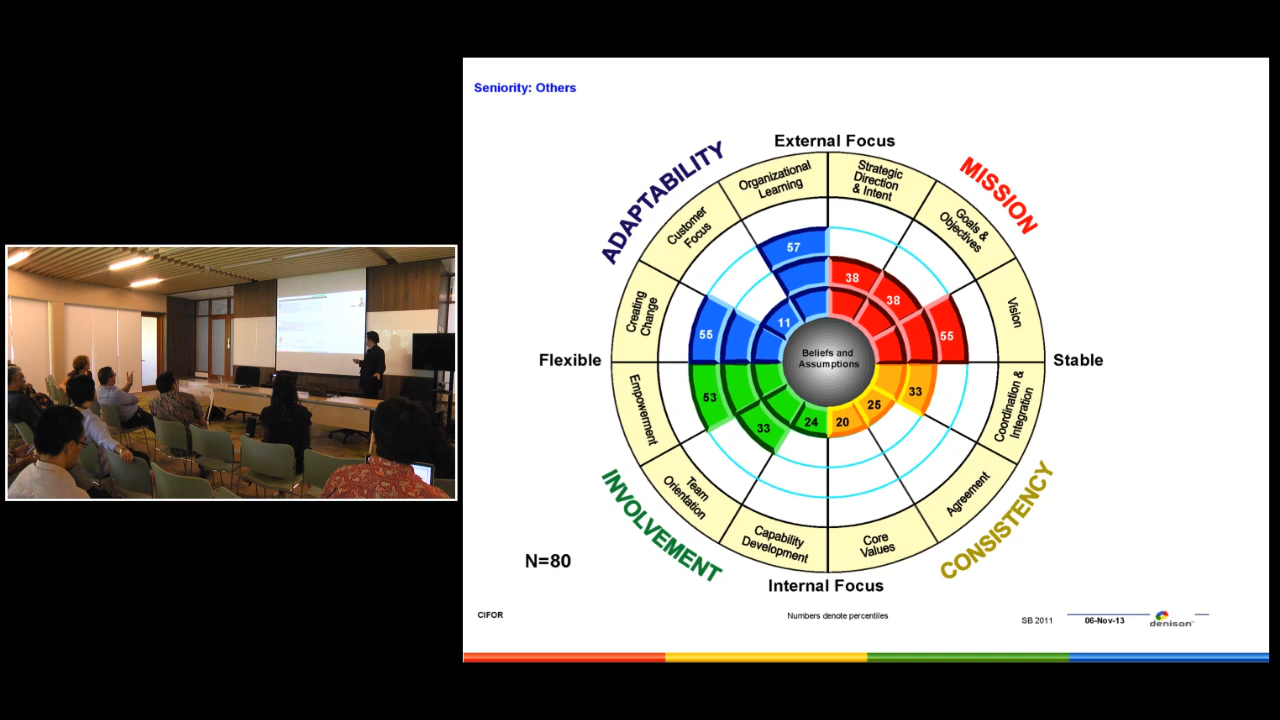 Seniority: Others
External Focus
ADAPTABILITY
MISSION
Organizational
Learning
Strategic
Direction
& Intent
Customer
Focus
Goals &
Objectives
Creating
Change
Vision
57
38
38
11
55
55
Beliefs and
Assumptions
Flexible
Stable
53
33
24
20
25
33
Empowerment
Coordination &
Integration
Team
Orientation
Agreement
Capability
Development
Core
Values
INVOLVEMENT
CONSISTENCY
N=80
Internal Focus
CIFOR
Numbers denote percentiles
SB 2011
06-Nov-13
denison